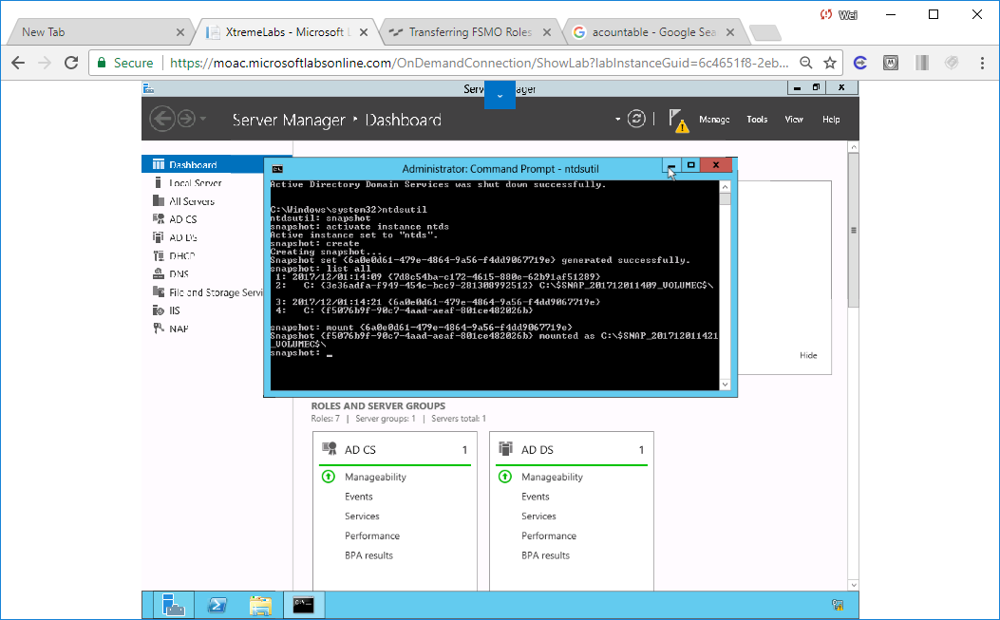 Wei
New Tab
XtremeLabs - Microsoft L
Transferring FSMO Roles
acountable - Google Sea
Secure
https://moac.microsoftlabsonline.com/OnDemandConnection/ShowLab?labInstanceGuid=6c4651f8-2eb...
Server Manager ‣ Dashboard
Manage
Tools
View
Help
Dashboard
Local Server
All Servers
AD CS
AD DS
DHCP
DNS
File and Storage Servi
IIS
NAP
Administrator: Command Prompt - ntdsutil
Active Directory Domain Services was shut down successfully.
C:\Windows\system32>ntdsutil
ntdsutil: snapshot
snapshot: activate instance ntds
Active instance set to "ntds".
snapshot: create
Creating snapshot...
Snapshot set {6a0e0d61-479e-4864-9a56-f4dd9067719e} generated successfully.
snapshot: list all
1: 2017/12/01:14:09 {7d8c54ba-c172-4615-880e-62b91af51289}
2: C: {3e36adfa-f949-454c-bcc9-281308992512} C:\$SNAP_201712011409_VOLUMEC$\
3: 2017/12/01:14:21 {6a0e0d61-479e-4864-9a56-f4dd9067719e}
4: C: {f5076b9f-90c7-4aad-aeaf-801ce482026b}
snapshot: mount {6a0e0d61-479e-4864-9a56-f4dd9067719e}
Snapshot {f5076b9f-90c7-4aad-aeaf-801ce482026b} mounted as C:\$SNAP_201712011421
_VOLUMEC$\
snapshot: _
Hide
ROLES AND SERVER GROUPS
Roles: 7 | Server groups: 1 | Servers total: 1
AD CS 1
Manageability
Events
Services
Performance
BPA results
AD DS 1
Manageability
Events
Services
Performance
BPA results